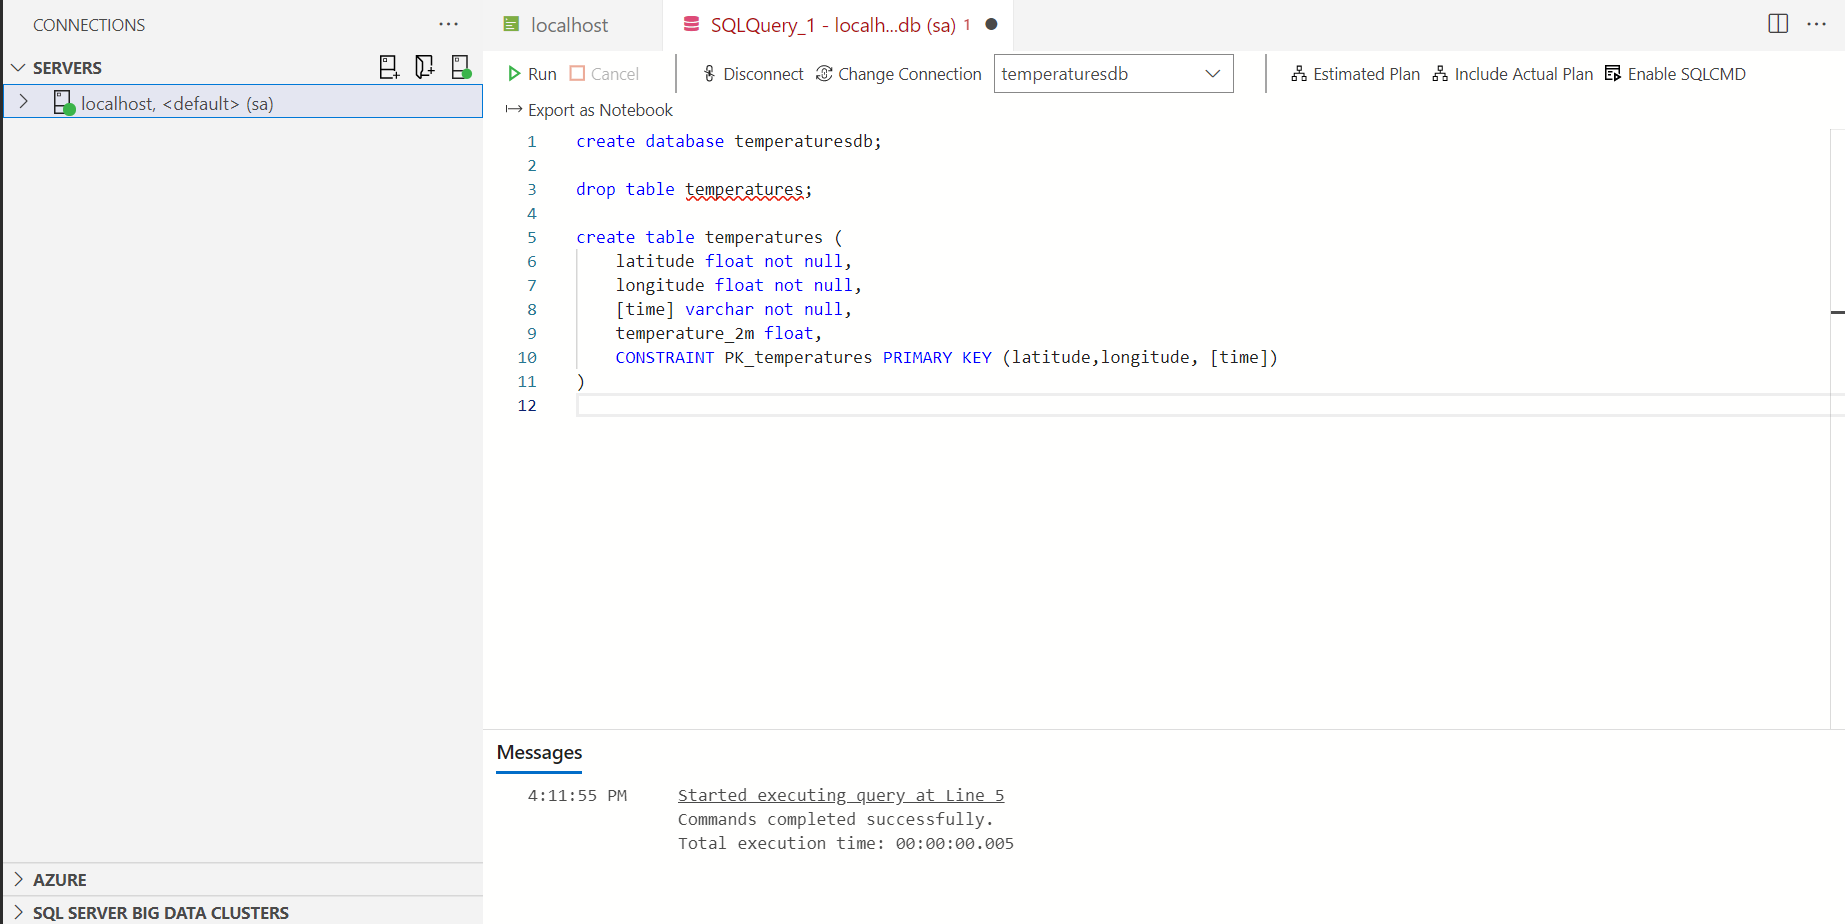 CONNECTIONS
SERVERS
localhost, <default> (sa)
AZURE
SQL SERVER BIG DATA CLUSTERS
localhost
SQLQuery_1 - localh...db (sa) 1
Run
Cancel
Disconnect
Change Connection
temperaturesdb
Estimated Plan
Include Actual Plan
Enable SQLCMD
Export as Notebook
1 create database temperaturesdb;
2
3 drop table temperatures;
4
5 create table temperatures (
6 latitude float not null,
7 longitude float not null,
8 [time] varchar not null,
9 temperature_2m float,
10 CONSTRAINT PK_temperatures PRIMARY KEY (latitude,longitude, [time])
11 )
12
Messages
4:11:55 PM Started executing query at Line 5
Commands completed successfully.
Total execution time: 00:00:00.005